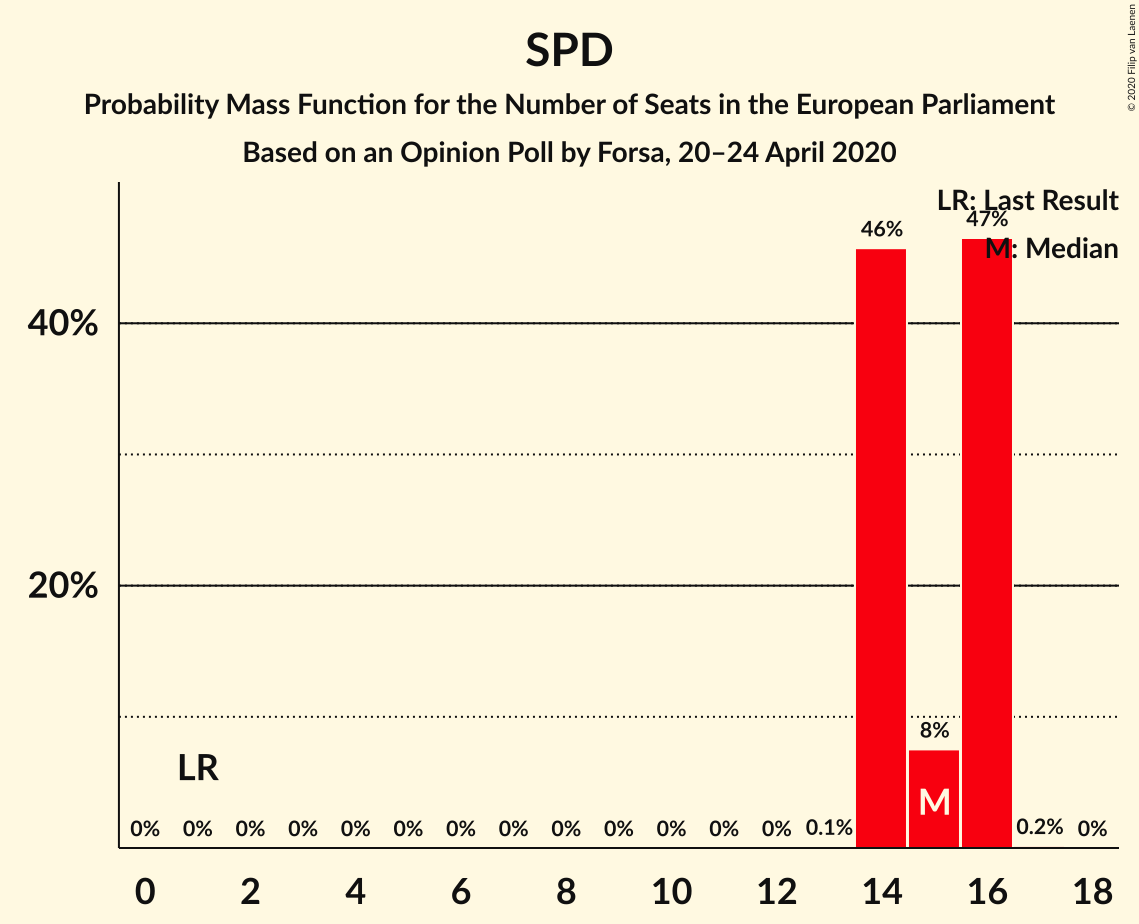 SPD
Probability Mass Function for the Number of Seats in the European Parliament
Based on an Opinion Poll by Forsa, 20–24 April 2020
© 2020 Filip van Laenen
LR: Last Result
M: Median
46%
47%
40%
20%
8%
LR
M
0% 0% 0% 0% 0% 0% 0% 0% 0% 0% 0% 0% 0% 0.1% 0.2% 0%
0 2 4 6 8 10 12 14 16 18